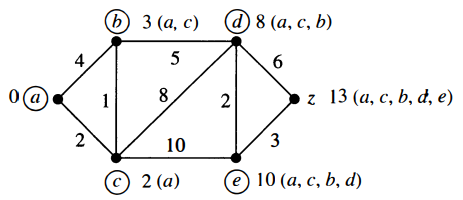 b 3 (a, c)
d 8 (a, c, b)
4
5
6
0 a
1
8
2
z 13 (a, c, b, d, e)
2
10
3
c 2 (a)
e 10 (a, c, b, d)